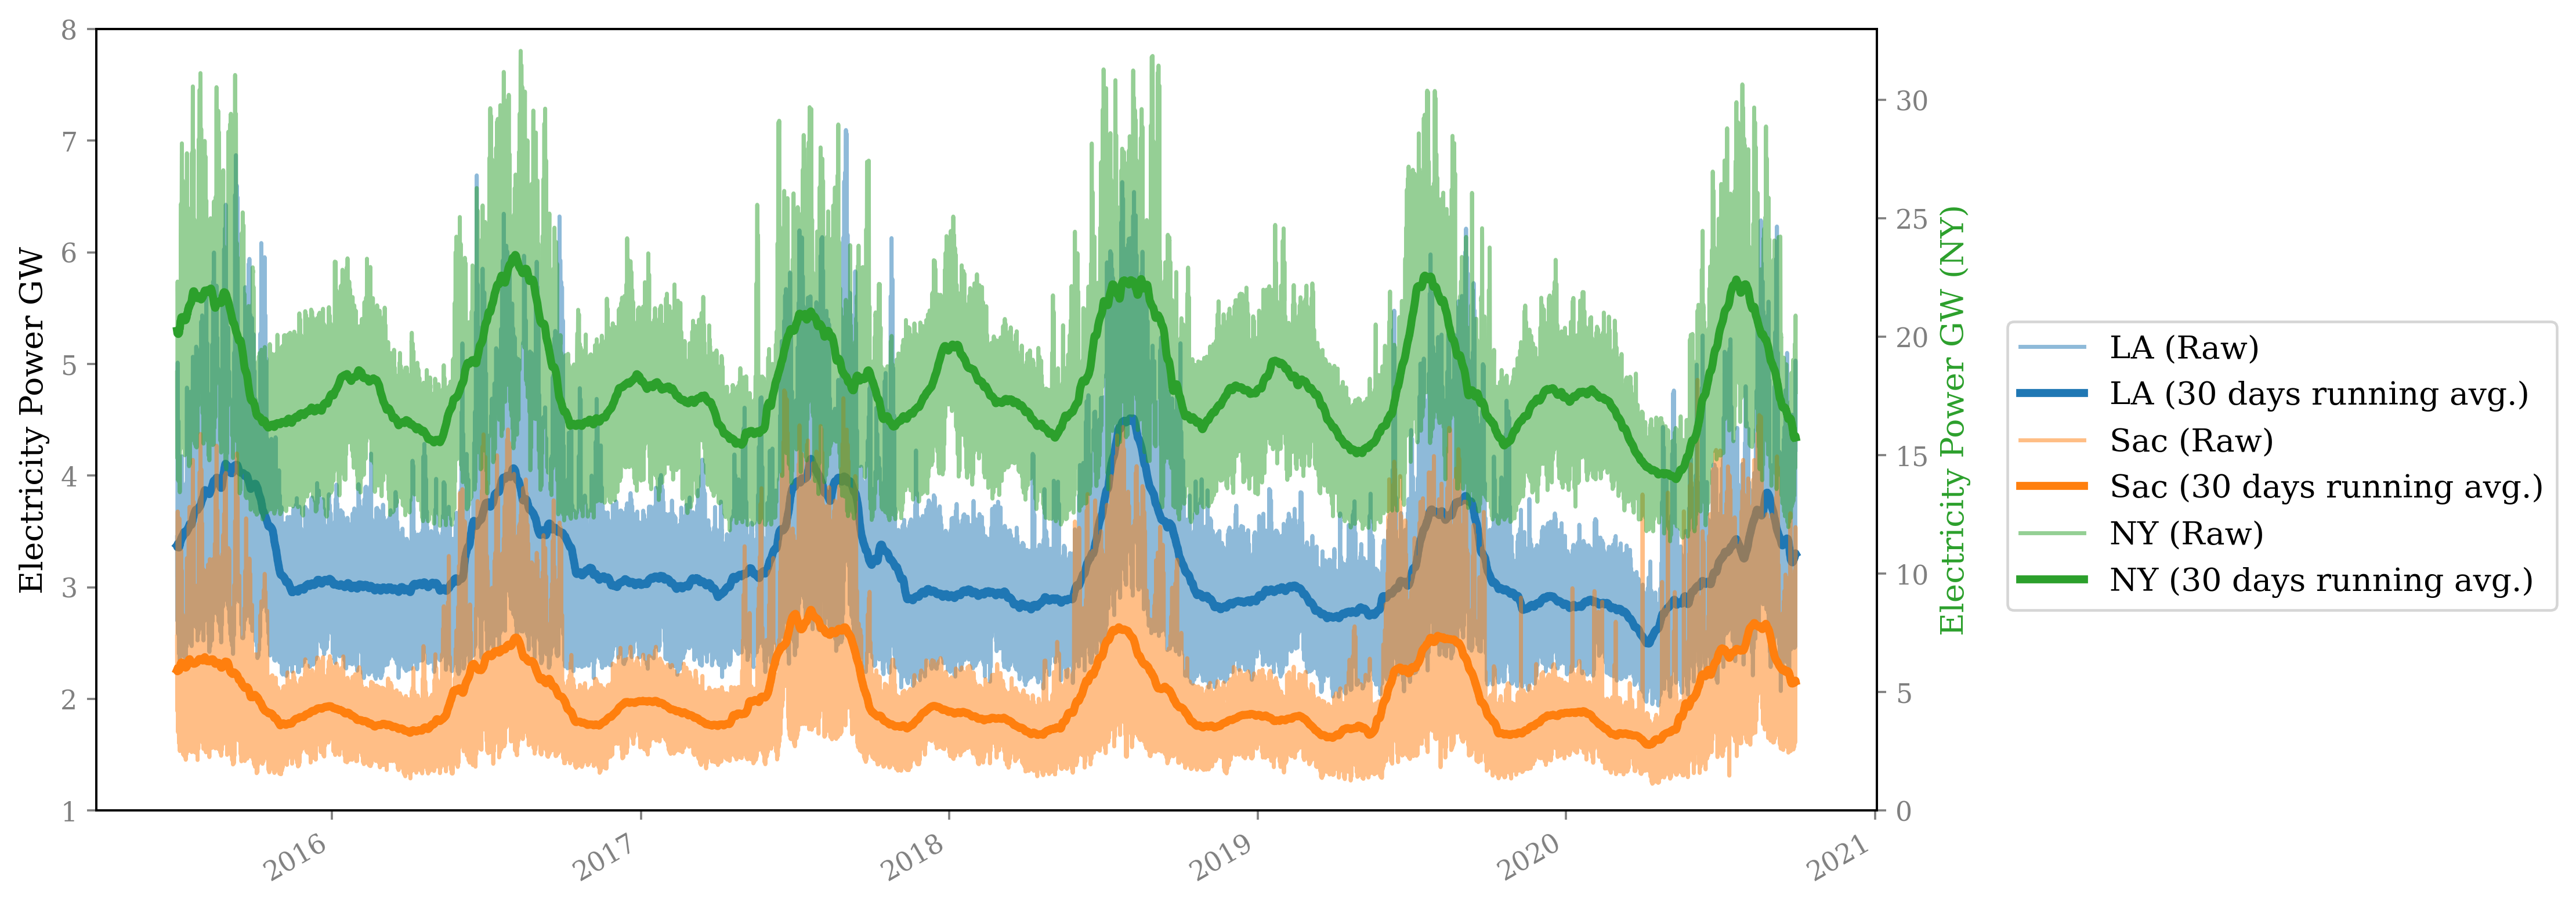 Electricity Power GW
8
7
6
5
4
3
2
1
2016
2017
2018
2019
2020
2021
30
25
20
15
10
5
0
Electricity Power GW (NY)
LA (Raw)
LA (30 days running avg.)
Sac (Raw)
Sac (30 days running avg.)
NY (Raw)
NY (30 days running avg.)